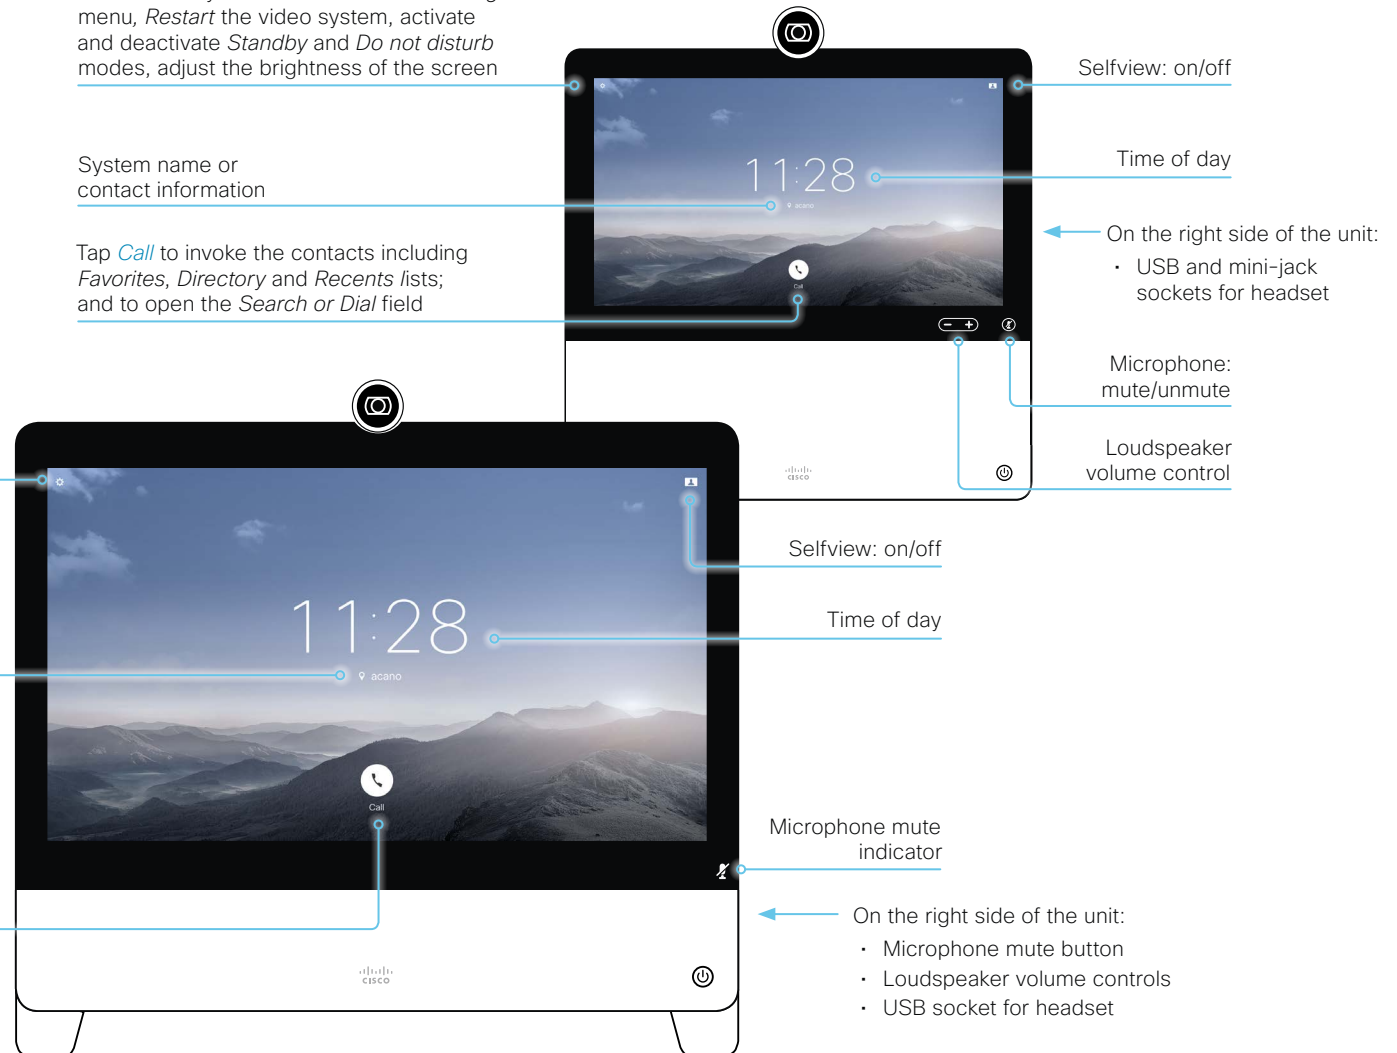 menu, Restart the video system, activate
and deactivate Standby and Do not disturb
modes, adjust the brightness of the screen
System name or
contact information
Tap Call to invoke the contacts including
Favorites, Directory and Recents lists;
and to open the Search or Dial field
11:28
acano
Call
cisco
Selfview: on/off
Time of day
On the right side of the unit:
· USB and mini-jack
sockets for headset
Microphone:
mute/unmute
Loudspeaker
volume control
11:28
acano
Call
cisco
Selfview: on/off
Time of day
Microphone mute
indicator
On the right side of the unit:
· Microphone mute button
· Loudspeaker volume controls
· USB socket for headset